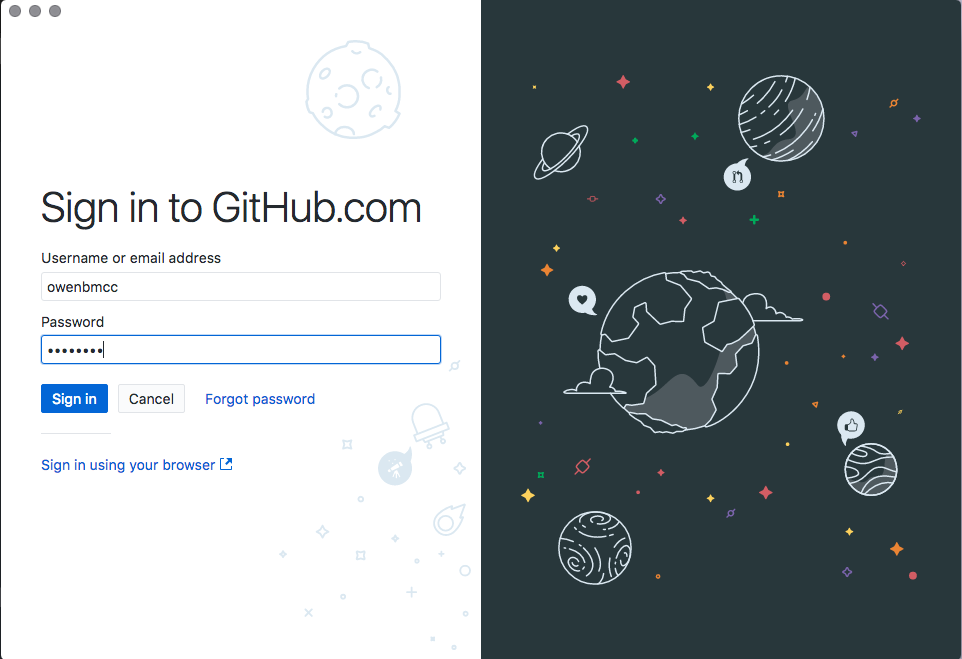 Sign in to GitHub.com
Username or email address
owenbmcc
Password
••••••••
Sign in Cancel Forgot password
Sign in using your browser